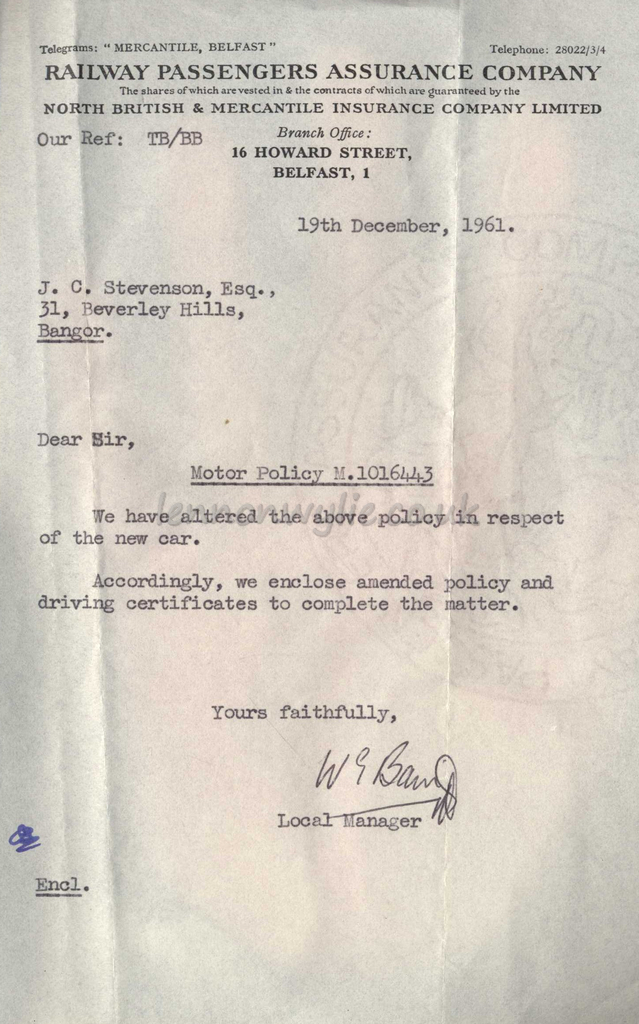 Telegrams: "MERCANTILE, BELFAST"
Telephone: 28022/3/4
RAILWAY PASSENGERS ASSURANCE COMPANY
The shares of which are vested in & the contracts of which are guaranteed by the
NORTH BRITISH & MERCANTILE INSURANCE COMPANY LIMITED
Our Ref: TB/BB
Branch Office:
16 HOWARD STREET,
BELFAST, 1
19th December, 1961.
J. C. Stevenson, Esq.,
31, Beverley Hills,
Bangor.
Dear Sir,
Motor Policy M.1016443
lennonwylie.co.uk
We have altered the above policy in respect
of the new car.
Accordingly, we enclose amended policy and
driving certificates to complete the matter.
Yours faithfully,
Local Manager
Encl.